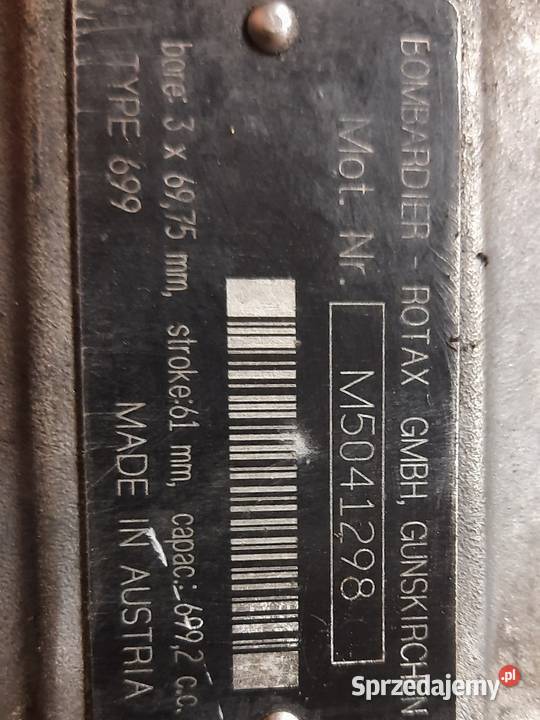 BOMBARDIER - ROTAX GMBH, GUNSKIRCHEN
Mot. Nr. M5041298
bore: 3 x 69,75 mm, stroke:61 mm, capac.: 699,2 c.c.
TYPE 699 MADE IN AUSTRIA
Sprzedajemy.pl